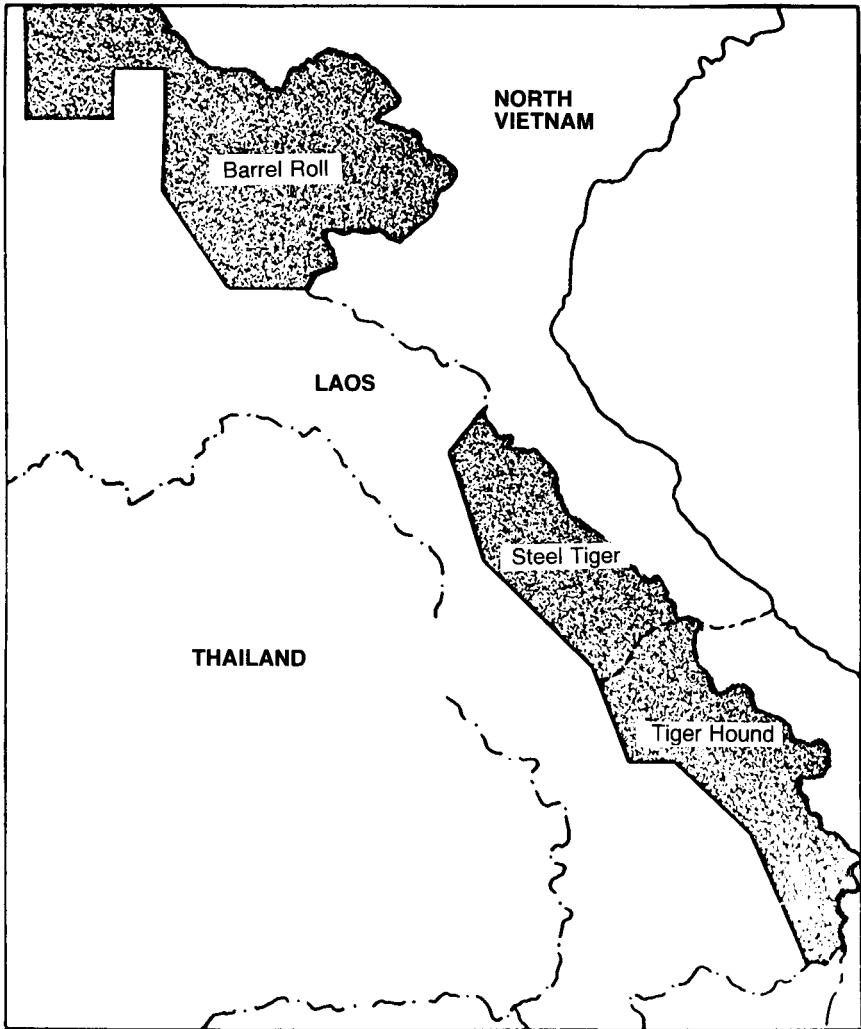 NORTH
VIETNAM
Barrel Roll
LAOS
Steel Tiger
THAILAND
Tiger Hound